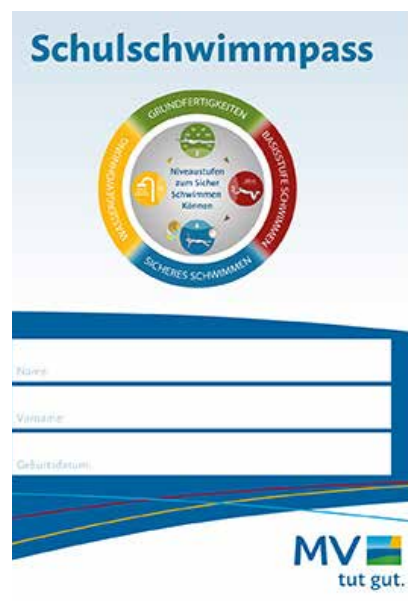 Schulschwimmpass
GRUNDFERTIGKEITEN
WASSERGEWÖHNUNG
BASISSTUFE SCHWIMMEN
Niveaustufen
zum Sicher
Schwimmen
Können
SICHERES SCHWIMMEN
Name:
Vorname:
Geburtsdatum:
MV
tut gut.